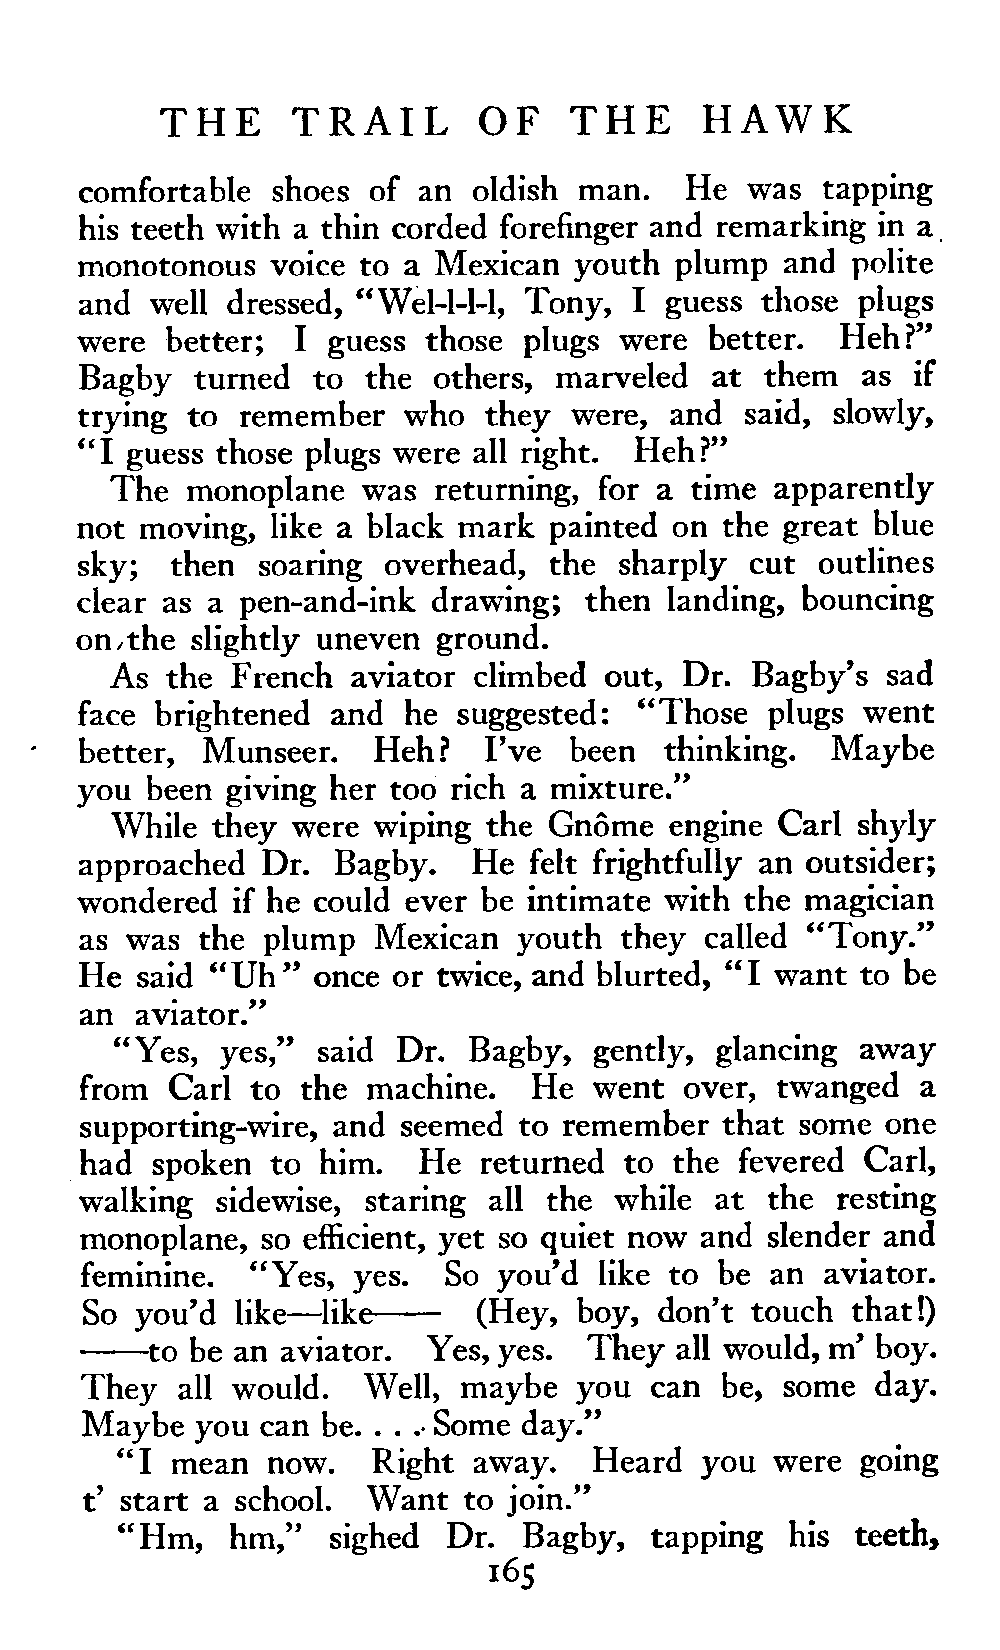 THE TRAIL OF THE HAWK
comfortable shoes of an oldish man. He was tapping
his teeth with a thin corded forefinger and remarking in a
monotonous voice to a Mexican youth plump and polite
and well dressed, “Wel-l-l-l, Tony, I guess those plugs
were better; I guess those plugs were better. Heh?”
Bagby turned to the others, marveled at them as if
trying to remember who they were, and said, slowly,
“I guess those plugs were all right. Heh?”
The monoplane was returning, for a time apparently
not moving, like a black mark painted on the great blue
sky; then soaring overhead, the sharply cut outlines
clear as a pen-and-ink drawing; then landing, bouncing
on the slightly uneven ground.
As the French aviator climbed out, Dr. Bagby’s sad
face brightened and he suggested: “Those plugs went
better, Munseer. Heh? I’ve been thinking. Maybe
you been giving her too rich a mixture.”
While they were wiping the Gnôme engine Carl shyly
approached Dr. Bagby. He felt frightfully an outsider;
wondered if he could ever be intimate with the magician
as was the plump Mexican youth they called “Tony.”
He said “Uh” once or twice, and blurted, “I want to be
an aviator.”
“Yes, yes,” said Dr. Bagby, gently, glancing away
from Carl to the machine. He went over, twanged a
supporting-wire, and seemed to remember that some one
had spoken to him. He returned to the fevered Carl,
walking sidewise, staring all the while at the resting
monoplane, so efficient, yet so quiet now and slender and
feminine. “Yes, yes. So you’d like to be an aviator.
So you’d like—like—— (Hey, boy, don’t touch that!)
——to be an aviator. Yes, yes. They all would, m’ boy.
They all would. Well, maybe you can be, some day.
Maybe you can be. . . . Some day.”
“I mean now. Right away. Heard you were going
t’ start a school. Want to join.”
“Hm, hm,” sighed Dr. Bagby, tapping his teeth,
165